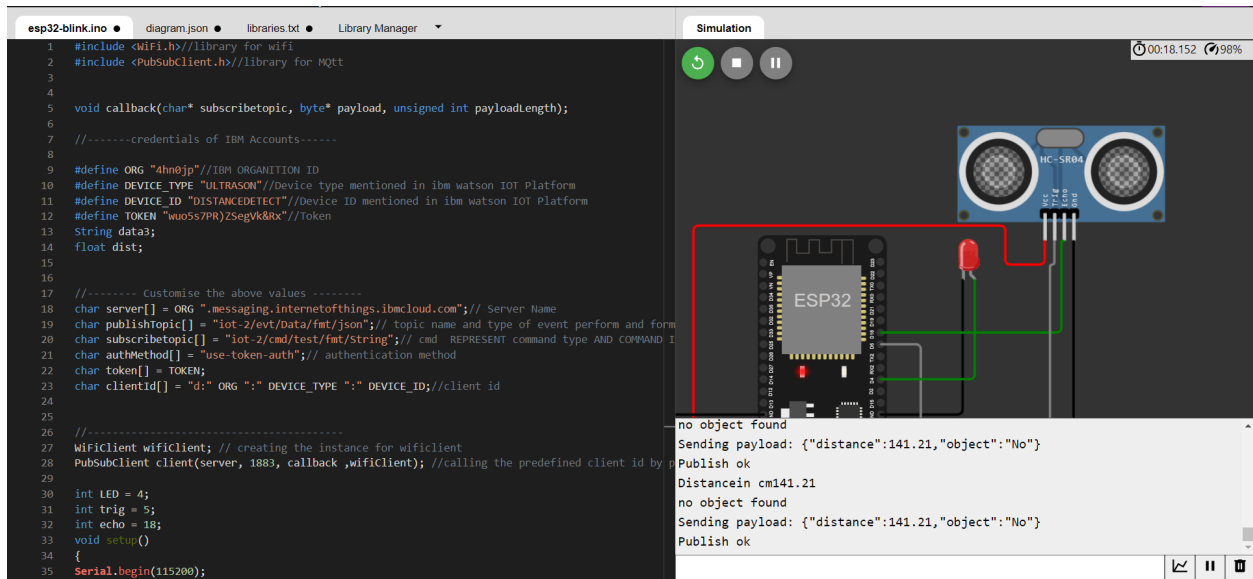 esp32-blink.ino ● diagram.json ● libraries.txt ● Library Manager
1 #include <WiFi.h>//library for wifi
2 #include <PubSubClient.h>//library for MQtt
3
4
5 void callback(char* subscribetopic, byte* payload, unsigned int payloadLength);
6
7 //-------credentials of IBM Accounts------
8
9 #define ORG "4hn0jp"//IBM ORGANITION ID
10 #define DEVICE_TYPE "ULTRASON"//Device type mentioned in ibm watson IOT Platform
11 #define DEVICE_ID "DISTANCEDETECT"//Device ID mentioned in ibm watson IOT Platform
12 #define TOKEN "wuo5s7PR)ZSegVk&Rx"//Token
13 String data3;
14 float dist;
15
16
17 //-------- Customise the above values --------
18 char server[] = ORG ".messaging.internetofthings.ibmcloud.com";// Server Name
19 char publishTopic[] = "iot-2/evt/Data/fmt/json";// topic name and type of event perform and form
20 char subscribetopic[] = "iot-2/cmd/test/fmt/String";// cmd REPRESENT command type AND COMMAND I
21 char authMethod[] = "use-token-auth";// authentication method
22 char token[] = TOKEN;
23 char clientId[] = "d:" ORG ":" DEVICE_TYPE ":" DEVICE_ID;//client id
24
25
26 //---------------------------------------
27 WiFiClient wifiClient; // creating the instance for wificlient
28 PubSubClient client(server, 1883, callback ,wifiClient); //calling the predefined client id by p
29
30 int LED = 4;
31 int trig = 5;
32 int echo = 18;
33 void setup()
34 {
35 Serial.begin(115200);
Simulation
00:18.152 98%
HC-SR04
Vcc
Trig
Echo
Gnd
ESP32
no object found
Sending payload: {"distance":141.21,"object":"No"}
Publish ok
Distancein cm141.21
no object found
Sending payload: {"distance":141.21,"object":"No"}
Publish ok